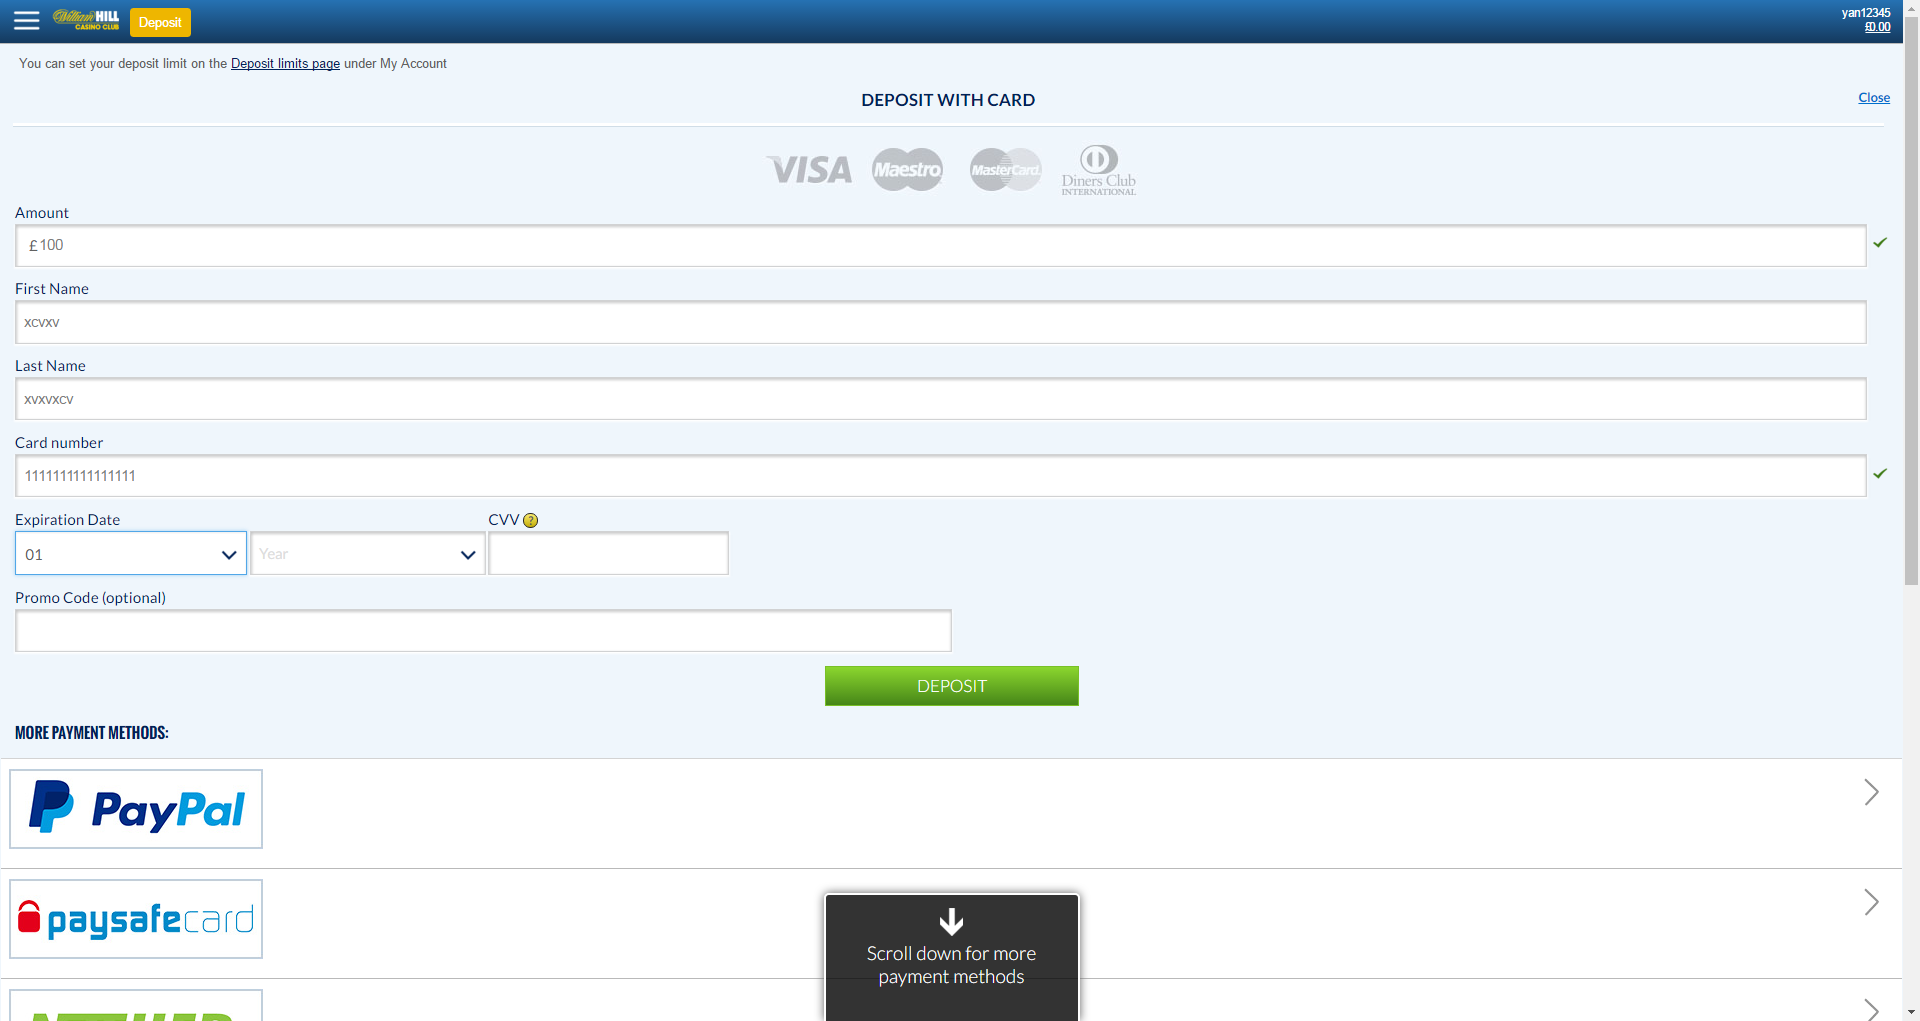 William HILL
CASINO CLUB
Deposit
yan12345
£0.00
You can set your deposit limit on the Deposit limits page under My Account
DEPOSIT WITH CARD
Close
VISA
Maestro
MasterCard
Diners Club
INTERNATIONAL
Amount
£100
First Name
xcvxv
Last Name
xvxvxcv
Card number
1111111111111111
Expiration Date
CVV ?
01
Year
Promo Code (optional)
DEPOSIT
MORE PAYMENT METHODS:
PayPal
paysafecard
Scroll down for more
payment methods